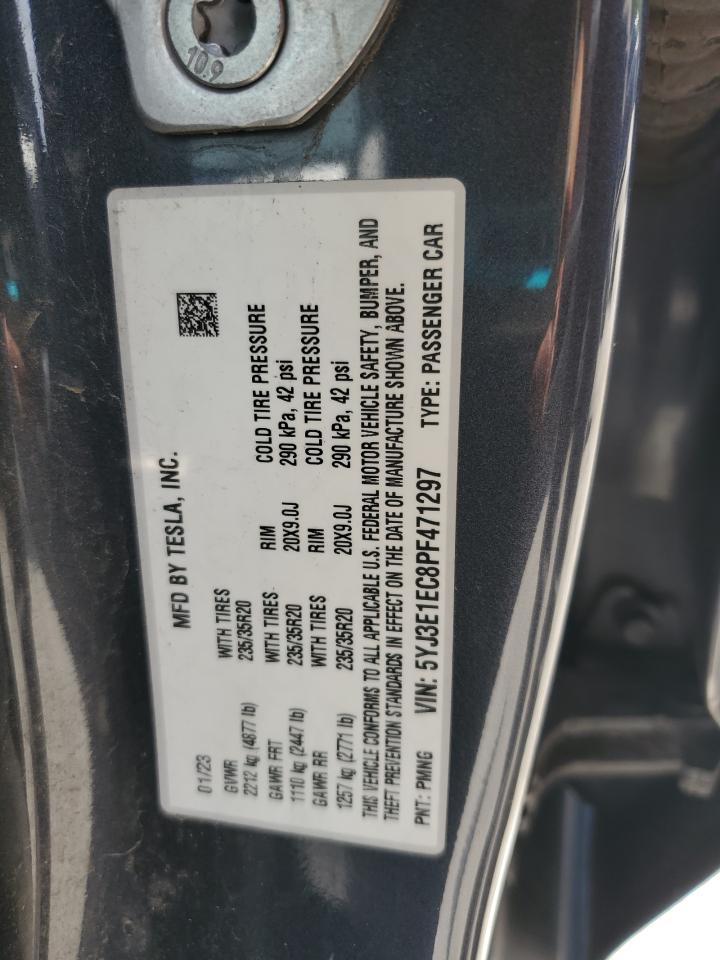 10.9
MFD BY TESLA, INC.
01/23
GVWR WITH TIRES
2212 kg (4877 lb) 235/35R20
GAWR FRT WITH TIRES RIM COLD TIRE PRESSURE
1110 kg (2447 lb) 235/35R20 20X9.0J 290 kPa, 42 psi
GAWR RR WITH TIRES RIM COLD TIRE PRESSURE
1257 kg (2771 lb) 235/35R20 20X9.0J 290 kPa, 42 psi
THIS VEHICLE CONFORMS TO ALL APPLICABLE U.S. FEDERAL MOTOR VEHICLE SAFETY, BUMPER, AND
THEFT PREVENTION STANDARDS IN EFFECT ON THE DATE OF MANUFACTURE SHOWN ABOVE.
PNT: PMNG VIN: 5YJ3E1EC8PF471297 TYPE: PASSENGER CAR